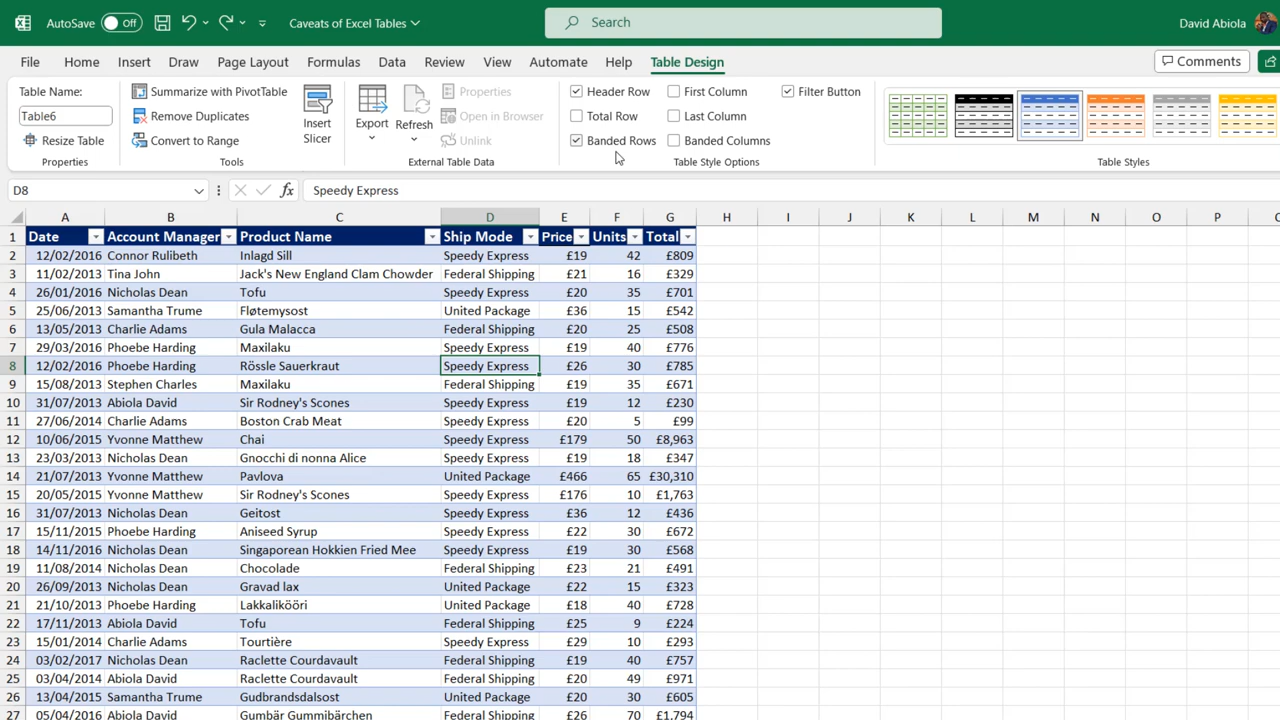 AutoSave Off Caveats of Excel Tables Search David Abiola
File Home Insert Draw Page Layout Formulas Data Review View Automate Help Table Design Comments
Table Name: Summarize with PivotTable Properties Header Row First Column Filter Button
Table6 Remove Duplicates Insert Slicer Export Refresh Open in Browser Total Row Last Column
Resize Table Convert to Range Unlink Banded Rows Banded Columns
Properties Tools External Table Data Table Style Options Table Styles
D8 fx Speedy Express
A B C D E F G H I J K L M N O P
1 Date Account Manager Product Name Ship Mode Price Units Total
2 12/02/2016 Connor Rulibeth Inlagd Sill Speedy Express £19 42 £809
3 11/02/2013 Tina John Jack's New England Clam Chowder Federal Shipping £21 16 £329
4 26/01/2016 Nicholas Dean Tofu Speedy Express £20 35 £701
5 25/06/2013 Samantha Trume Fløtemysost United Package £36 15 £542
6 13/05/2013 Charlie Adams Gula Malacca Federal Shipping £20 25 £508
7 29/03/2016 Phoebe Harding Maxilaku Speedy Express £19 40 £776
8 12/02/2016 Phoebe Harding Rössle Sauerkraut Speedy Express £26 30 £785
9 15/08/2013 Stephen Charles Maxilaku Federal Shipping £19 35 £671
10 31/07/2013 Abiola David Sir Rodney's Scones Speedy Express £19 12 £230
11 27/06/2014 Charlie Adams Boston Crab Meat Speedy Express £20 5 £99
12 10/06/2015 Yvonne Matthew Chai Speedy Express £179 50 £8,963
13 23/03/2013 Nicholas Dean Gnocchi di nonna Alice Speedy Express £19 18 £347
14 21/07/2013 Yvonne Matthew Pavlova United Package £466 65 £30,310
15 20/05/2015 Yvonne Matthew Sir Rodney's Scones Speedy Express £176 10 £1,763
16 31/07/2013 Nicholas Dean Geitost Speedy Express £36 12 £436
17 15/11/2015 Phoebe Harding Aniseed Syrup Speedy Express £22 30 £672
18 14/11/2016 Nicholas Dean Singaporean Hokkien Fried Mee Speedy Express £19 30 £568
19 11/08/2014 Nicholas Dean Chocolade Federal Shipping £23 21 £491
20 26/09/2013 Nicholas Dean Gravad lax United Package £22 15 £323
21 21/10/2013 Phoebe Harding Lakkalikööri United Package £18 40 £728
22 17/11/2013 Abiola David Tofu Federal Shipping £25 9 £224
23 15/01/2014 Charlie Adams Tourtière Speedy Express £29 10 £293
24 03/02/2017 Nicholas Dean Raclette Courdavault Federal Shipping £19 40 £757
25 03/04/2014 Abiola David Raclette Courdavault Federal Shipping £20 49 £971
26 13/04/2015 Samantha Trume Gudbrandsdalsost United Package £20 30 £605
27 05/04/2016 Abiola David Gumbär Gummibärchen Federal Shipping £26 70 £1,794